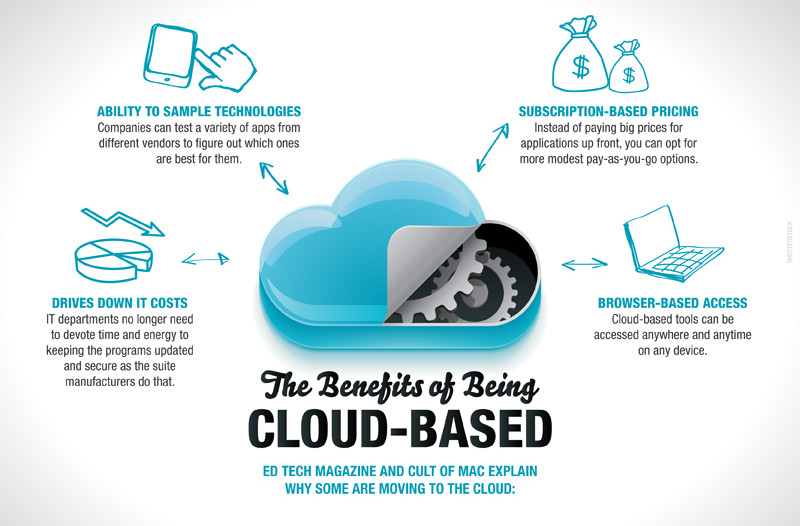 ABILITY TO SAMPLE TECHNOLOGIES
Companies can test a variety of apps from
different vendors to figure out which ones
are best for them.
$
$
SUBSCRIPTION-BASED PRICING
Instead of paying big prices for
applications up front, you can opt for
more modest pay-as-you-go options.
DRIVES DOWN IT COSTS
IT departments no longer need
to devote time and energy to
keeping the programs updated
and secure as the suite
manufacturers do that.
BROWSER-BASED ACCESS
Cloud-based tools can be
accessed anywhere and anytime
on any device.
SHUTTERSTOCK
The Benefits of Being
CLOUD-BASED
ED TECH MAGAZINE AND CULT OF MAC EXPLAIN
WHY SOME ARE MOVING TO THE CLOUD: